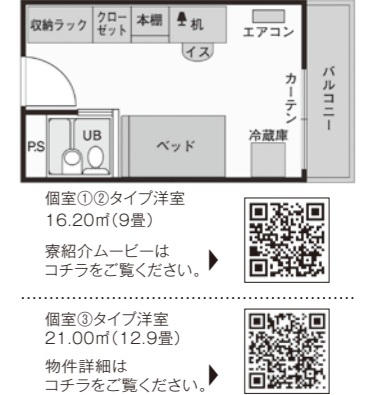 収納ラック
クローゼット
本棚
机
イス
エアコン
カーテン
バルコニー
P.S
UB
ベッド
冷蔵庫
個室①②タイプ洋室
16.20㎡(9畳)
寮紹介ムービーは
コチラをご覧ください。
個室③タイプ洋室
21.00㎡(12.9畳)
物件詳細は
コチラをご覧ください。